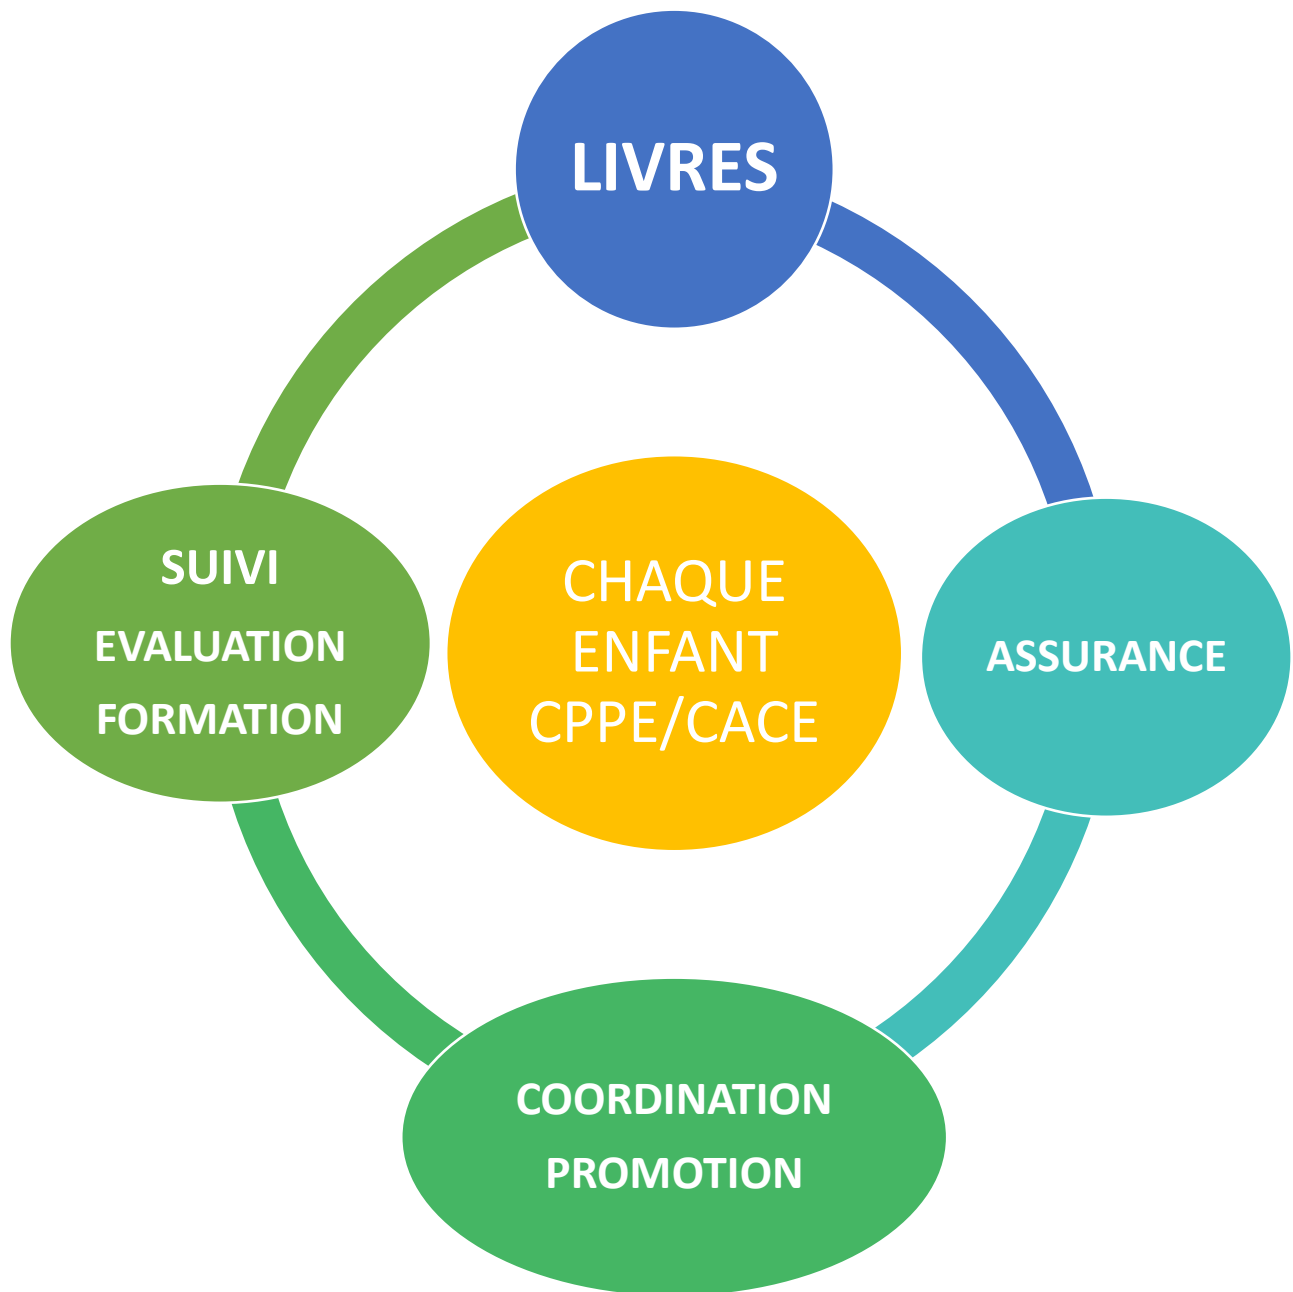 LIVRES
SUIVI
EVALUATION
FORMATION
CHAQUE
ENFANT
CPPE/CACE
ASSURANCE
COORDINATION
PROMOTION